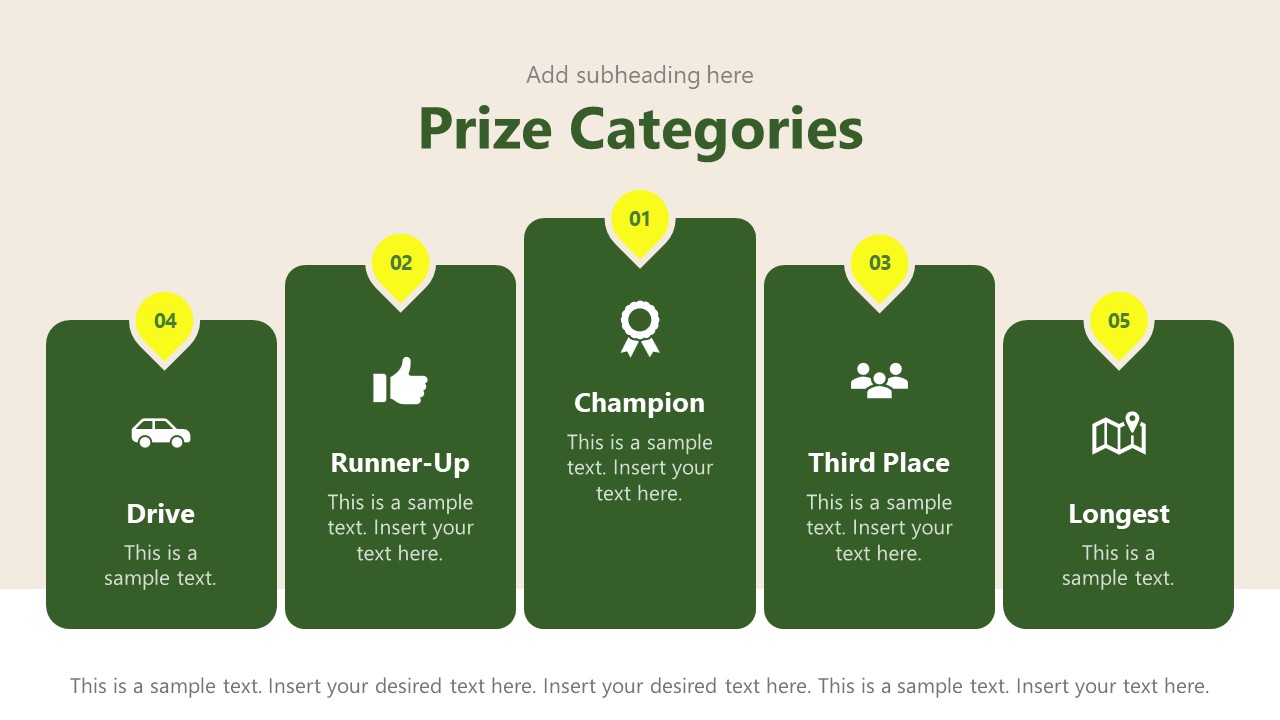 Add subheading here
Prize Categories
04
Drive
This is a
sample text.
02
Runner-Up
This is a sample
text. Insert your
text here.
01
Champion
This is a sample
text. Insert your
text here.
03
Third Place
This is a sample
text. Insert your
text here.
05
Longest
This is a
sample text.
This is a sample text. Insert your desired text here. Insert your desired text here. This is a sample text. Insert your text here.